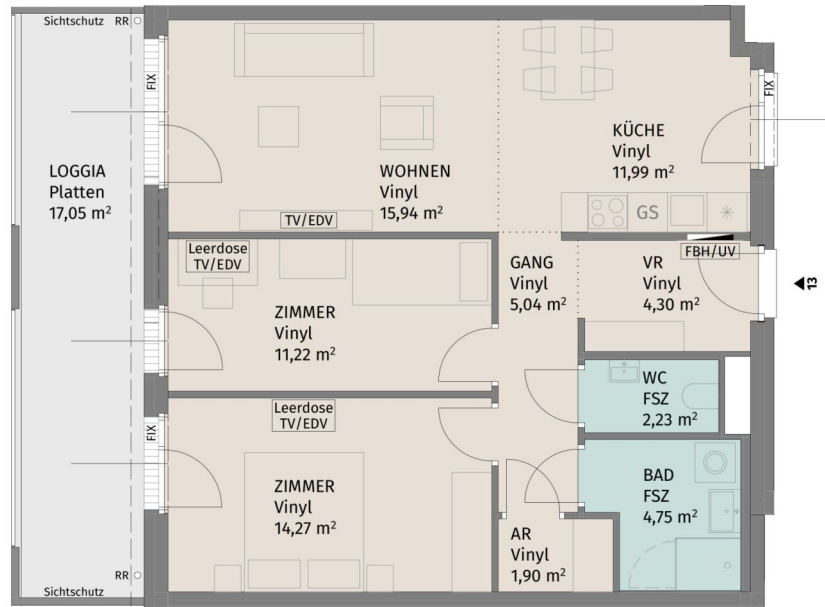 Sichtschutz RR
FIX
FIX
LOGGIA
Platten
17,05 m²
WOHNEN
Vinyl
15,94 m²
KÜCHE
Vinyl
11,99 m²
GS
TV/EDV
Leerdose
TV/EDV
GANG
Vinyl
5,04 m²
FBH/UV
VR
Vinyl
4,30 m²
13
ZIMMER
Vinyl
11,22 m²
WC
FSZ
2,23 m²
Leerdose
TV/EDV
FIX
ZIMMER
Vinyl
14,27 m²
BAD
FSZ
4,75 m²
AR
Vinyl
1,90 m²
RR
Sichtschutz